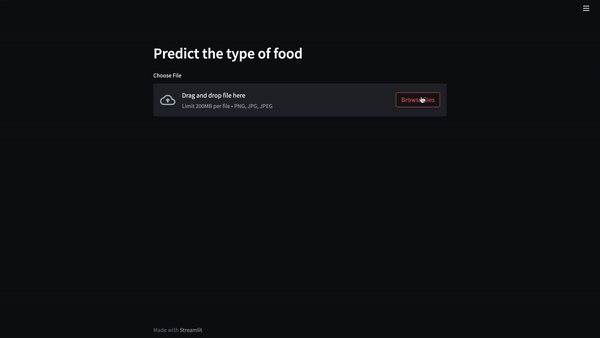 Predict the type of food
Choose File
Drag and drop file here
Limit 200MB per file • PNG, JPG, JPEG
Browse files
Made with Streamlit